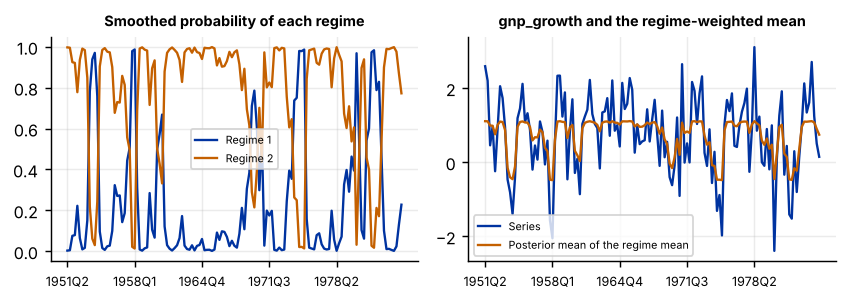 Smoothed probability of each regime
1.0
0.8
0.6
0.4
0.2
0.0
Regime 1
Regime 2
1951Q2 1958Q1 1964Q4 1971Q3 1978Q2
gnp_growth and the regime-weighted mean
2
0
−2
Series
Posterior mean of the regime mean
1951Q2 1958Q1 1964Q4 1971Q3 1978Q2